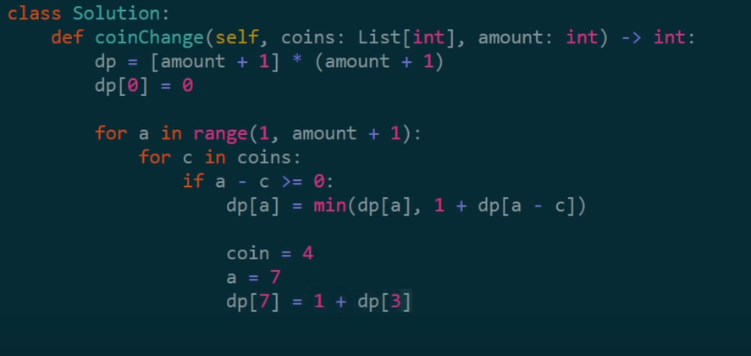 class Solution:
    def coinChange(self, coins: List[int], amount: int) -> int:
        dp = [amount + 1] * (amount + 1)
        dp[0] = 0
        for a in range(1, amount + 1):
            for c in coins:
                if a - c >= 0:
                    dp[a] = min(dp[a], 1 + dp[a - c])
                    coin = 4
                    a = 7
                    dp[7] = 1 + dp[3]